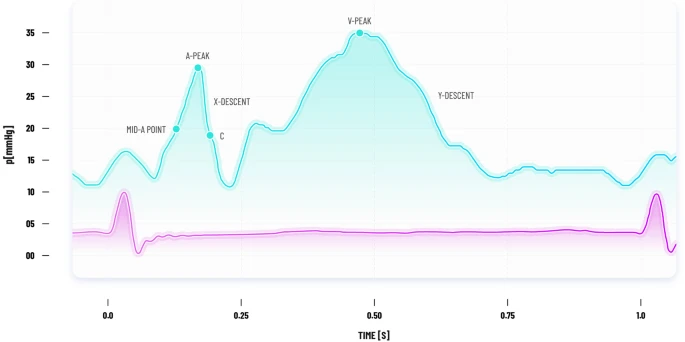 V-PEAK
35
A-PEAK
30
X-DESCENT
Y-DESCENT
25
MID-A POINT
C
20
p[mmHg]
15
10
05
00
0.0
0.25
0.50
0.75
1.0
TIME [S]